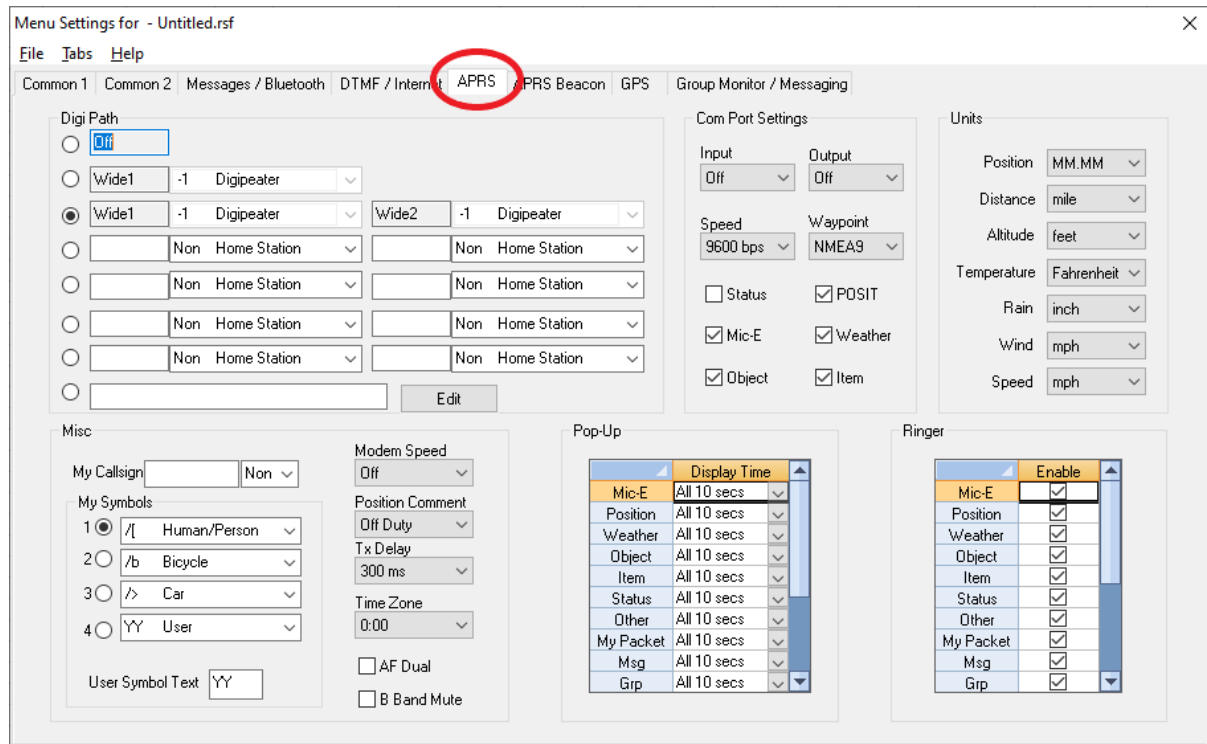 Menu Settings for - Untitled.rsf
File Tabs Help
Common 1 Common 2 Messages / Bluetooth DTMF / Internet APRS APRS Beacon GPS Group Monitor / Messaging
Digi Path
Off
Wide1 -1 Digipeater
Wide1 -1 Digipeater Wide2 -1 Digipeater
Non Home Station Non Home Station
Non Home Station Non Home Station
Non Home Station Non Home Station
Non Home Station Non Home Station
Edit
Com Port Settings
Input Output
Off Off
Speed Waypoint
9600 bps NMEA9
Status POSIT
Mic-E Weather
Object Item
Units
Position MM.MM
Distance mile
Altitude feet
Temperature Fahrenheit
Rain inch
Wind mph
Speed mph
Misc
My Callsign Non
My Symbols
1 /[ Human/Person
2 /b Bicycle
3 /> Car
4 YY User
User Symbol Text YY
Modem Speed
Off
Position Comment
Off Duty
Tx Delay
300 ms
Time Zone
0:00
AF Dual
B Band Mute
Pop-Up
Display Time
Mic-E All 10 secs
Position All 10 secs
Weather All 10 secs
Object All 10 secs
Item All 10 secs
Status All 10 secs
Other All 10 secs
My Packet All 10 secs
Msg All 10 secs
Grp All 10 secs
Ringer
Enable
Mic-E
Position
Weather
Object
Item
Status
Other
My Packet
Msg
Grp